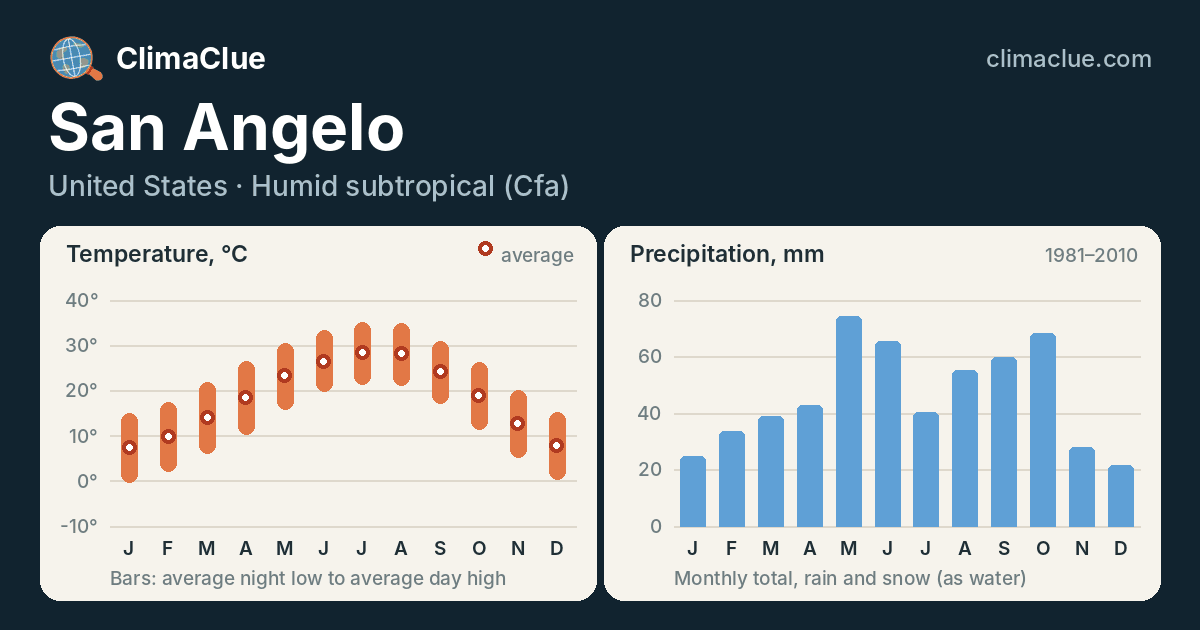 ClimaClue
climaclue.com
San Angelo
United States · Humid subtropical (Cfa)
Temperature, °C
average
40°
30°
20°
10°
0°
-10°
J F M A M J J A S O N D
Bars: average night low to average day high
Precipitation, mm
1981–2010
80
60
40
20
0
J F M A M J J A S O N D
Monthly total, rain and snow (as water)